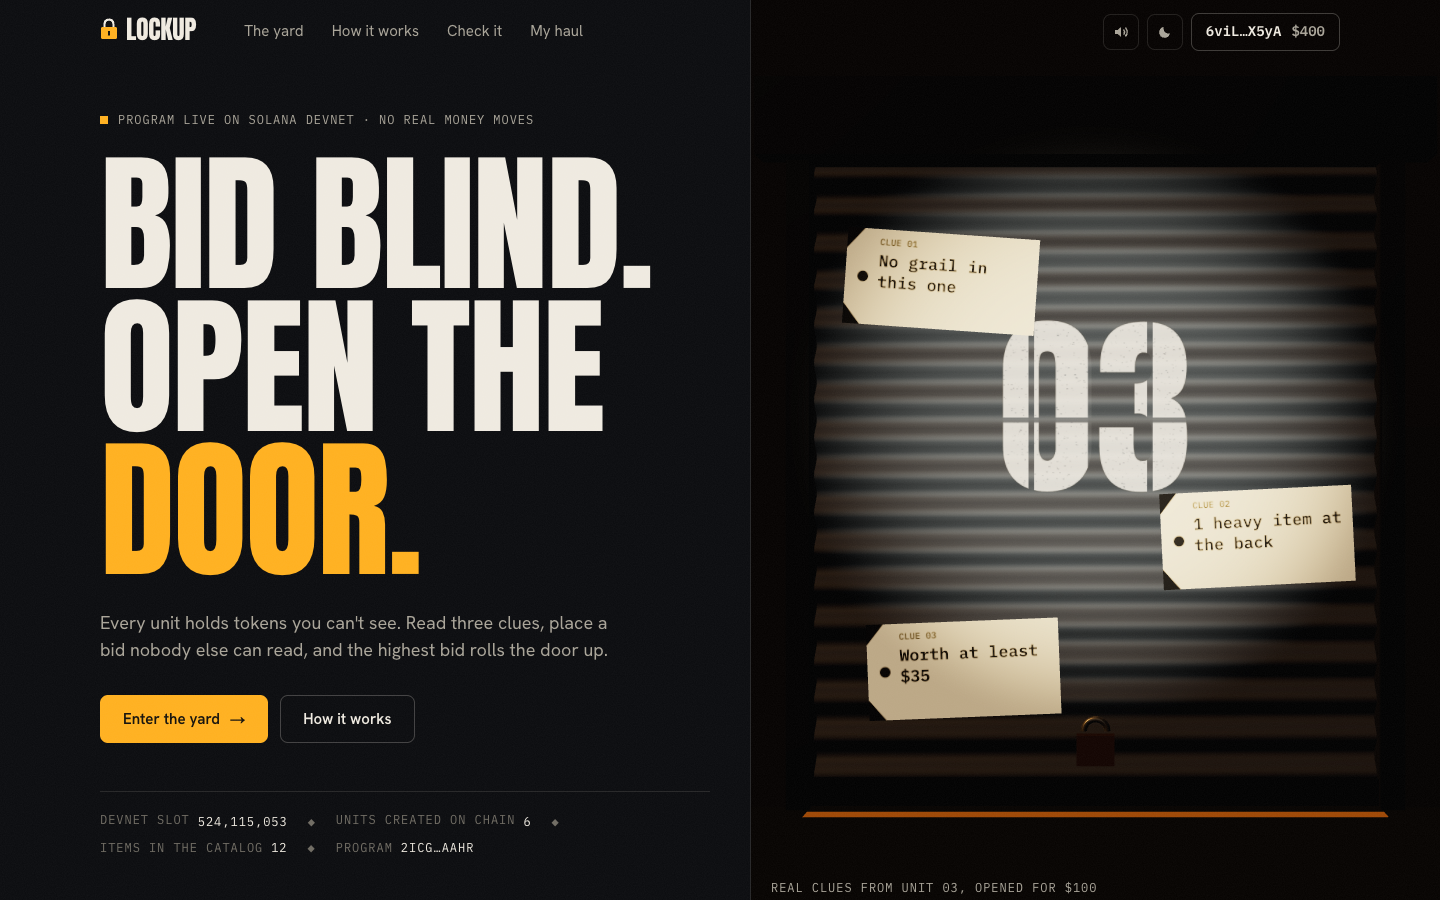 LOCKUP
The yard
How it works
Check it
My haul
6viL…X5yA $400
PROGRAM LIVE ON SOLANA DEVNET · NO REAL MONEY MOVES
BID BLIND.
OPEN THE
DOOR.
Every unit holds tokens you can't see. Read three clues, place a
bid nobody else can read, and the highest bid rolls the door up.
Enter the yard →
How it works
DEVNET SLOT 524,115,053 ◆ UNITS CREATED ON CHAIN 6 ◆
ITEMS IN THE CATALOG 12 ◆ PROGRAM 2ICG…AAHR
CLUE 01
No grail in
this one
03
CLUE 02
1 heavy item at
the back
CLUE 03
Worth at least
$35
REAL CLUES FROM UNIT 03, OPENED FOR $100